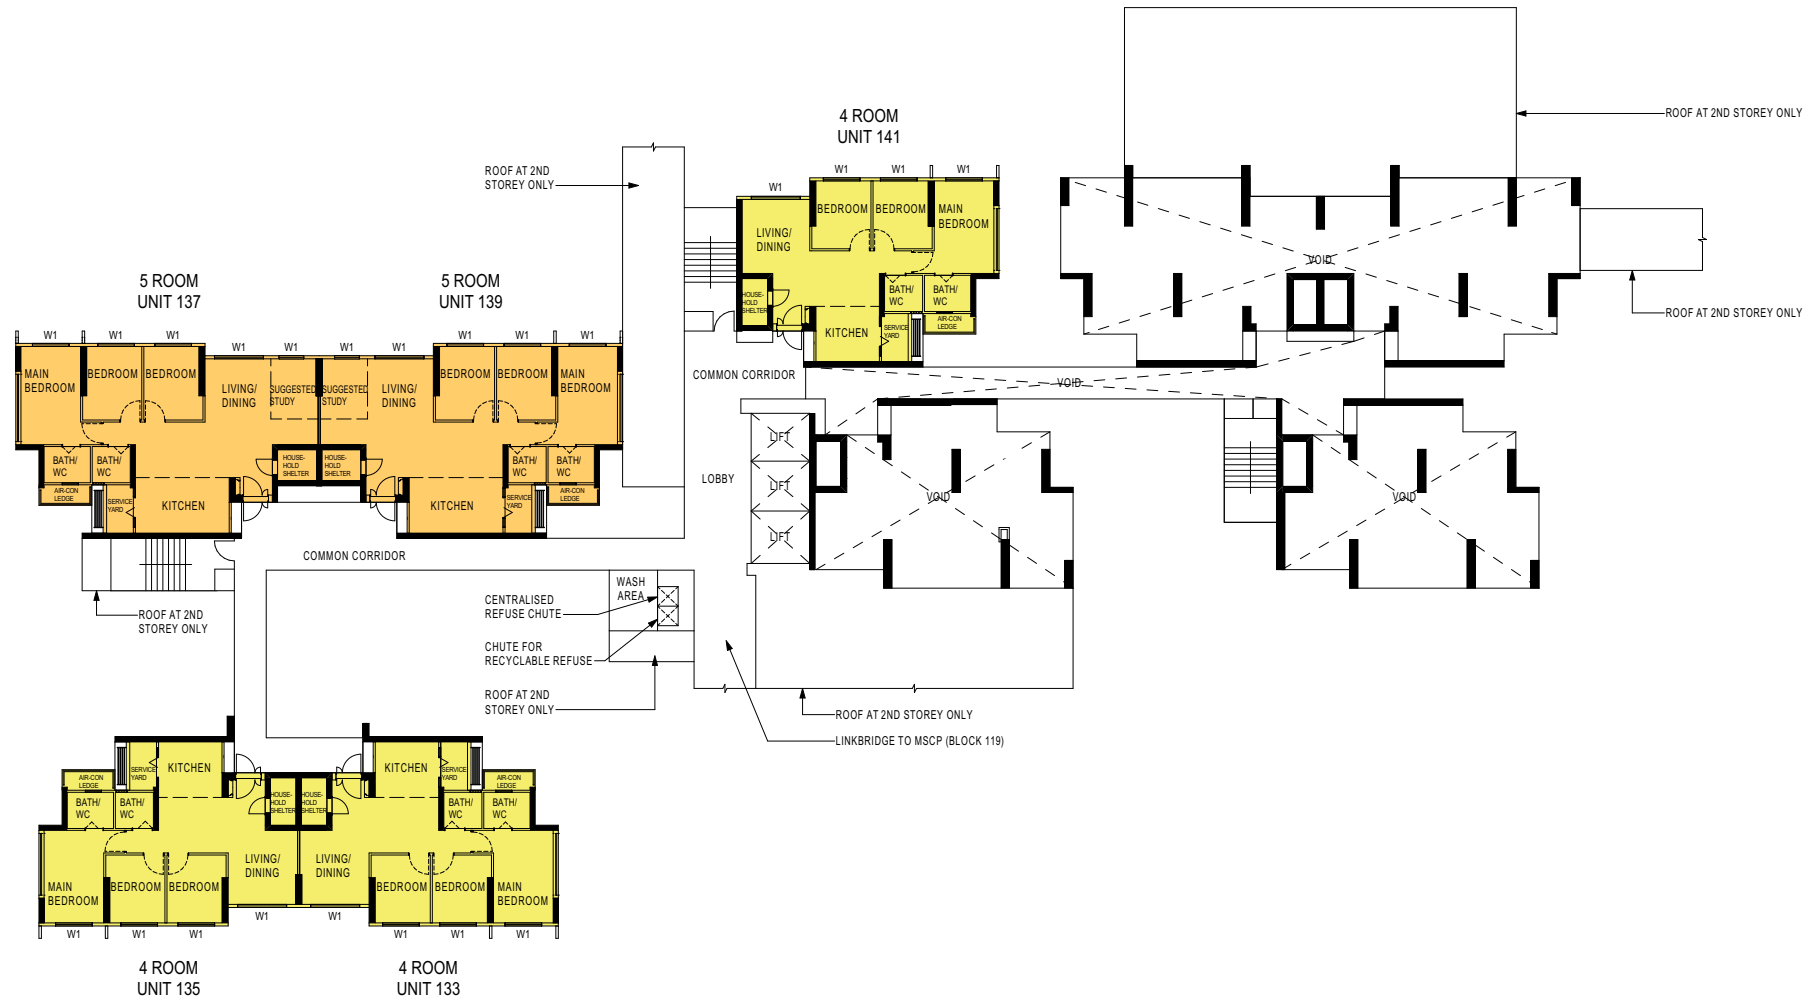 4 ROOM
UNIT 141
ROOF AT 2ND STOREY ONLY
ROOF AT 2ND
STOREY ONLY
W1
W1
W1
W1
BEDROOM
BEDROOM
MAIN
BEDROOM
LIVING/
DINING
BATH/
WC
BATH/
WC
HOUSE-
HOLD
SHELTER
KITCHEN
SERVICE
YARD
AIR-CON
LEDGE
VOID
ROOF AT 2ND STOREY ONLY
5 ROOM
UNIT 137
5 ROOM
UNIT 139
W1
W1
W1
W1
W1
W1
W1
W1
W1
W1
MAIN
BEDROOM
BEDROOM
BEDROOM
LIVING/
DINING
SUGGESTED
STUDY
SUGGESTED
STUDY
LIVING/
DINING
BEDROOM
BEDROOM
MAIN
BEDROOM
BATH/
WC
BATH/
WC
HOUSE-
HOLD
SHELTER
HOUSE-
HOLD
SHELTER
BATH/
WC
BATH/
WC
AIR-CON
LEDGE
SERVICE
YARD
KITCHEN
KITCHEN
SERVICE
YARD
AIR-CON
LEDGE
COMMON CORRIDOR
VOID
LIFT
LIFT
LIFT
LOBBY
VOID
VOID
COMMON CORRIDOR
ROOF AT 2ND
STOREY ONLY
WASH
AREA
CENTRALISED
REFUSE CHUTE
CHUTE FOR
RECYCLABLE REFUSE
ROOF AT 2ND
STOREY ONLY
ROOF AT 2ND STOREY ONLY
LINKBRIDGE TO MSCP (BLOCK 119)
AIR-CON
LEDGE
SERVICE
YARD
KITCHEN
KITCHEN
SERVICE
YARD
AIR-CON
LEDGE
BATH/
WC
BATH/
WC
HOUSE-
HOLD
SHELTER
HOUSE-
HOLD
SHELTER
BATH/
WC
BATH/
WC
MAIN
BEDROOM
BEDROOM
BEDROOM
LIVING/
DINING
LIVING/
DINING
BEDROOM
BEDROOM
MAIN
BEDROOM
W1
W1
W1
W1
W1
W1
W1
W1
4 ROOM
UNIT 135
4 ROOM
UNIT 133